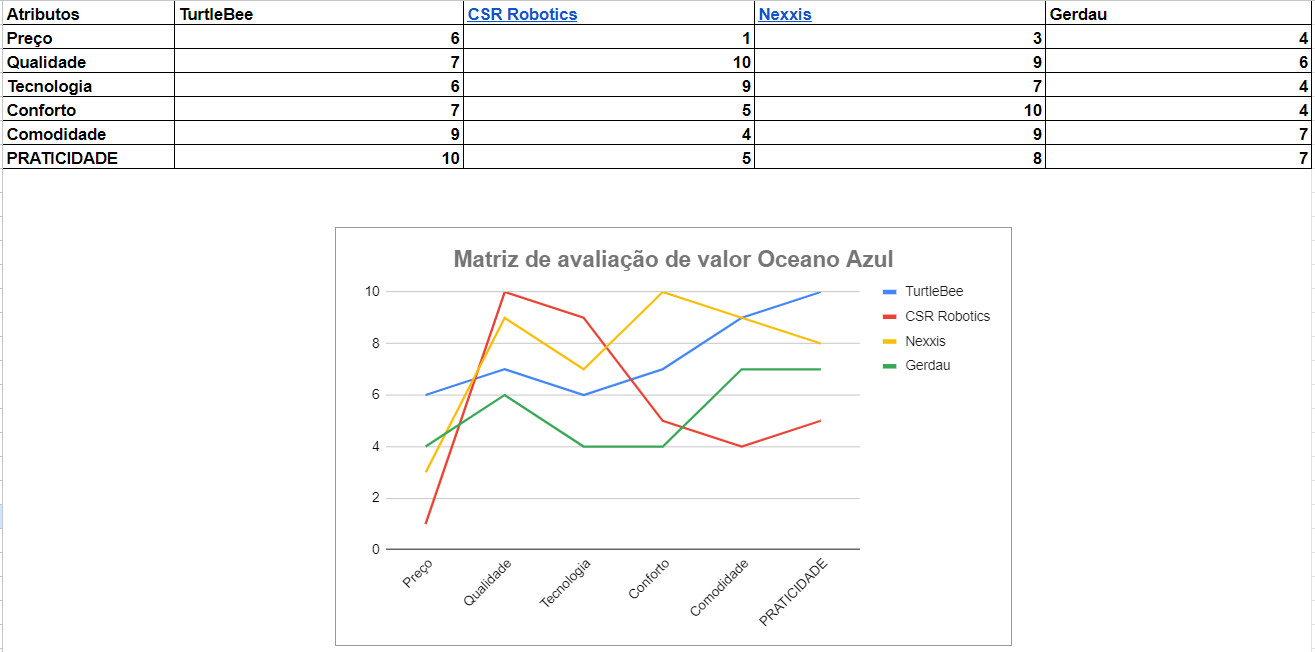 Atributos TurtleBee CSR Robotics Nexxis Gerdau
Preço 6 1 3 4
Qualidade 7 10 9 6
Tecnologia 6 9 7 4
Conforto 7 5 10 4
Comodidade 9 4 9 7
PRATICIDADE 10 5 8 7
Matriz de avaliação de valor Oceano Azul
10
8
6
4
2
0
Preço
Qualidade
Tecnologia
Conforto
Comodidade
PRATICIDADE
TurtleBee
CSR Robotics
Nexxis
Gerdau